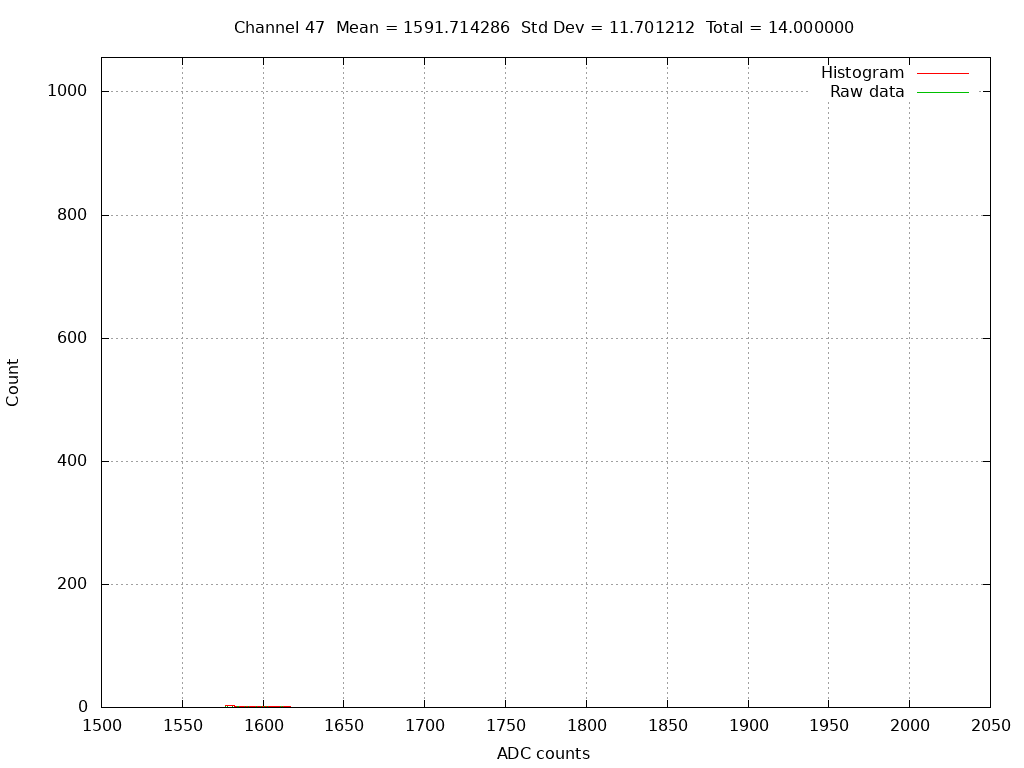 Channel 47  Mean = 1591.714286  Std Dev = 11.701212  Total = 14.000000
Histogram
Raw data
1000
800
600
400
200
0
Count
1500 1550 1600 1650 1700 1750 1800 1850 1900 1950 2000 2050
ADC counts